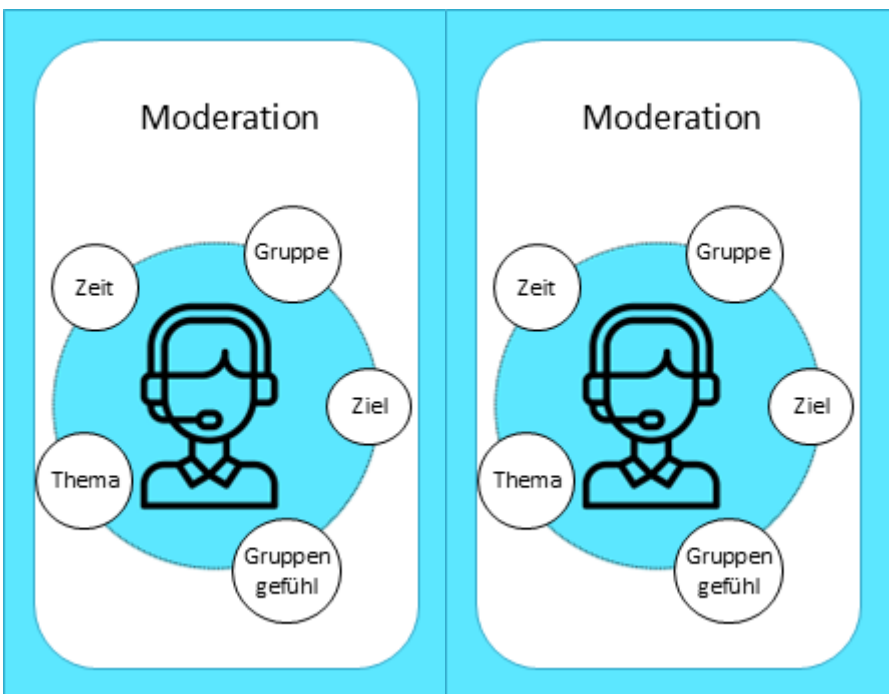 Moderation
Gruppe
Zeit
Ziel
Thema
Gruppen
gefühl
Moderation
Gruppe
Zeit
Ziel
Thema
Gruppen
gefühl